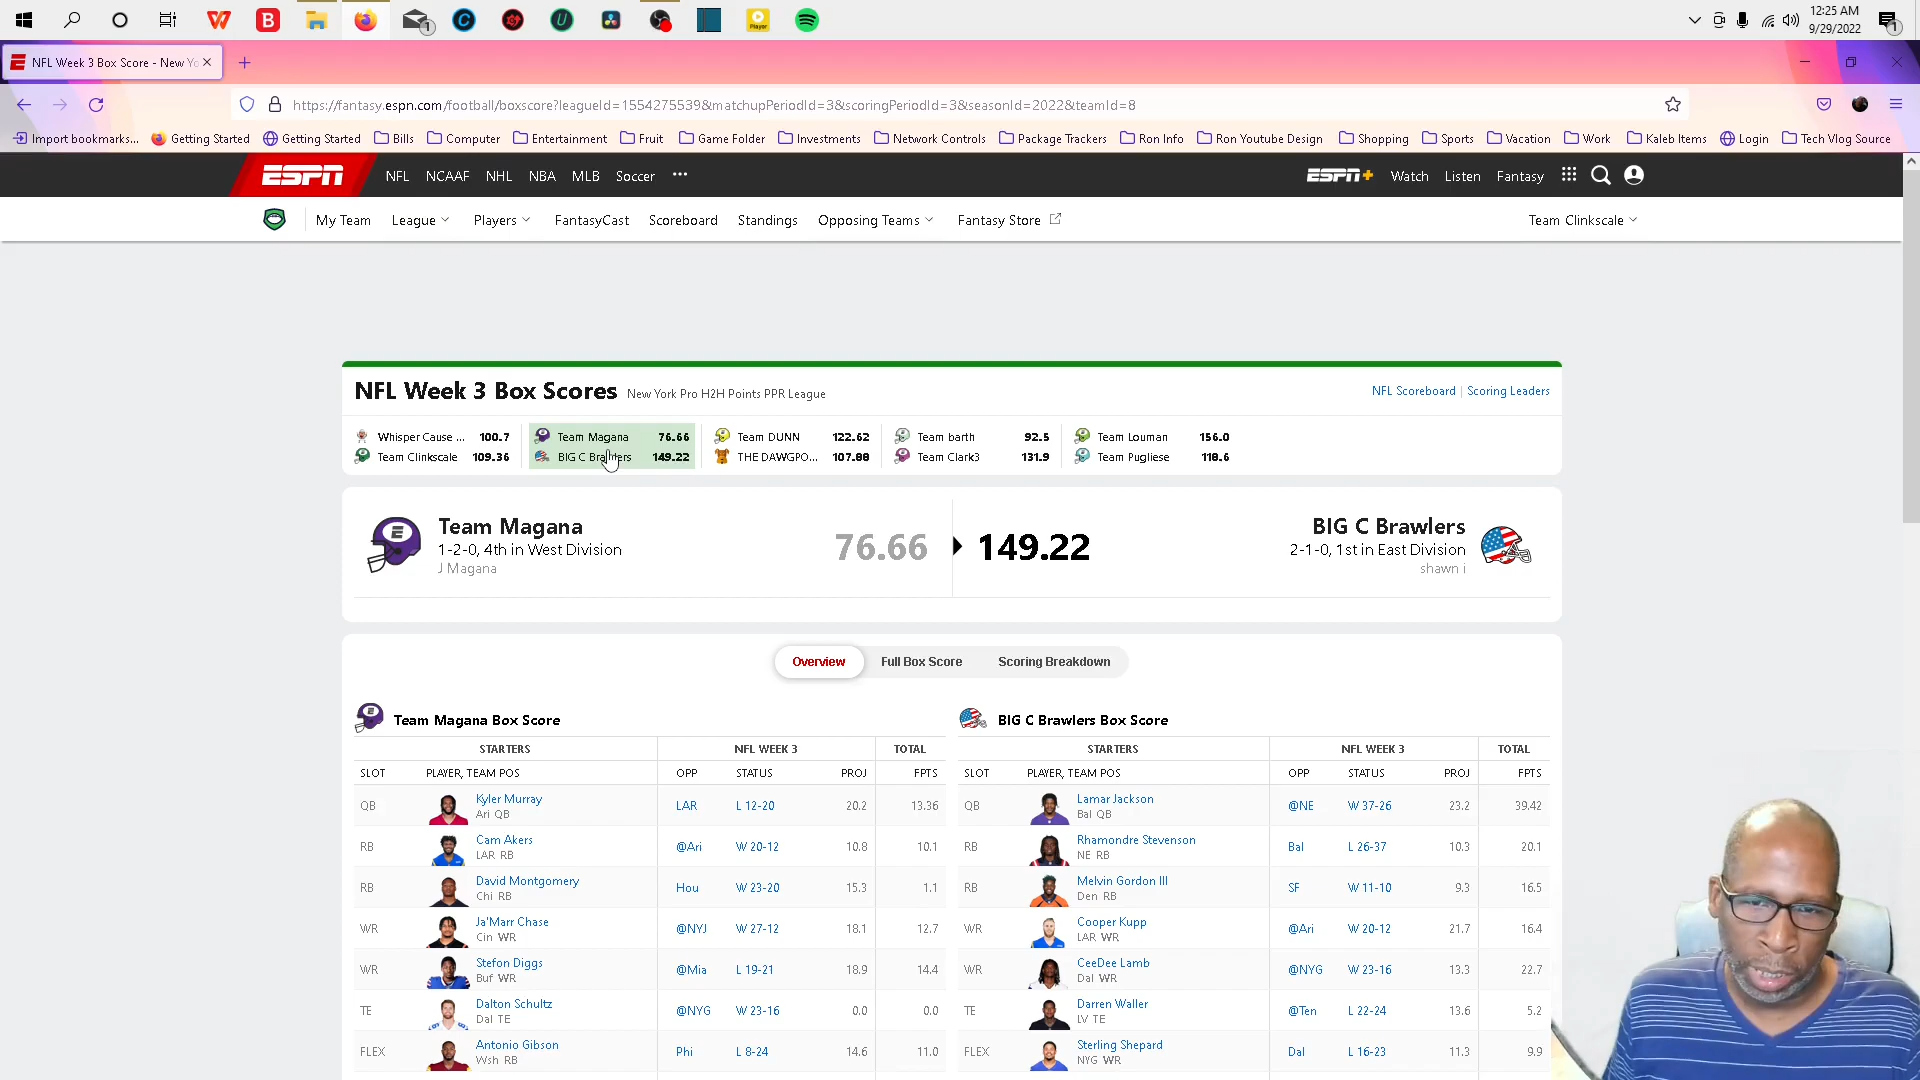 12:25 AM
9/29/2022
1
1
NFL Week 3 Box Score - New Yo
https://fantasy.espn.com/football/boxscore?leagueId=1554275539&matchupPeriodId=3&scoringPeriodId=3&seasonId=2022&teamId=8
Import bookmarks... Getting Started Getting Started Bills Computer Entertainment Fruit Game Folder Investments Network Controls Package Trackers Ron Info Ron Youtube Design Shopping Sports Vacation Work Kaleb Items Login Tech Vlog Source
ESPN NFL NCAAF NHL NBA MLB Soccer ••• ESPN+ Watch Listen Fantasy
My Team League Players FantasyCast Scoreboard Standings Opposing Teams Fantasy Store Team Clinkscale
NFL Week 3 Box Scores New York Pro H2H Points PPR League NFL Scoreboard | Scoring Leaders
Whisper Cause ... 100.7 Team Magana 76.66 Team DUNN 122.62 Team barth 92.5 Team Louman 156.0
Team Clinkscale 109.36 BIG C Brawlers 149.22 THE DAWGPO... 107.88 Team Clark3 131.9 Team Pugliese 118.6
Team Magana 76.66 149.22 BIG C Brawlers
1-2-0, 4th in West Division 2-1-0, 1st in East Division
J Magana shawn i
Overview Full Box Score Scoring Breakdown
Team Magana Box Score BIG C Brawlers Box Score
STARTERS NFL WEEK 3 TOTAL STARTERS NFL WEEK 3 TOTAL
SLOT PLAYER, TEAM POS OPP STATUS PROJ FPTS SLOT PLAYER, TEAM POS OPP STATUS PROJ FPTS
QB Kyler Murray Ari QB LAR L 12-20 20.2 13.36 QB Lamar Jackson Bal QB @NE W 37-26 23.2 39.42
RB Cam Akers LAR RB @Ari W 20-12 10.8 10.1 RB Rhamondre Stevenson NE RB Bal L 26-37 10.3 20.1
RB David Montgomery Chi RB Hou W 23-20 15.3 1.1 RB Melvin Gordon III Den RB SF W 11-10 9.3 16.5
WR Ja'Marr Chase Cin WR @NYJ W 27-12 18.1 12.7 WR Cooper Kupp LAR WR @Ari W 20-12 21.7 16.4
WR Stefon Diggs Buf WR @Mia L 19-21 18.9 14.4 WR CeeDee Lamb Dal WR @NYG W 23-16 13.3 22.7
TE Dalton Schultz Dal TE @NYG W 23-16 0.0 0.0 TE Darren Waller LV TE @Ten L 22-24 13.6 5.2
FLEX Antonio Gibson Wsh RB Phi L 8-24 14.6 11.0 FLEX Sterling Shepard NYG WR Dal L 16-23 11.3 9.9